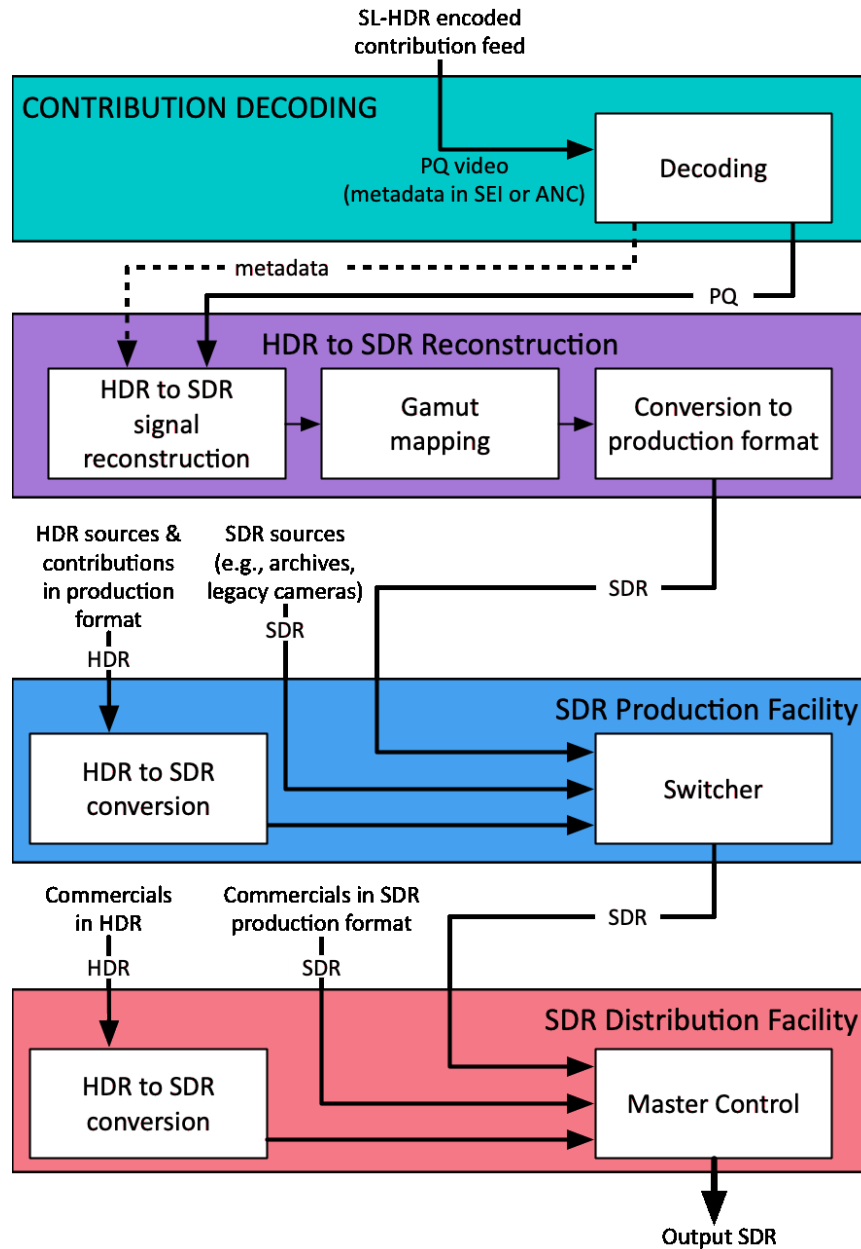 SL-HDR encoded
contribution feed
CONTRIBUTION DECODING
PQ video
(metadata in SEI or ANC)
Decoding
metadata
PQ
HDR to SDR Reconstruction
HDR to SDR
signal
reconstruction
Gamut
mapping
Conversion to
production format
HDR sources &
contributions
in production
format
HDR
SDR sources
(e.g., archives,
legacy cameras)
SDR
SDR
SDR Production Facility
HDR to SDR
conversion
Switcher
Commercials
in HDR
HDR
Commercials in SDR
production format
SDR
SDR
SDR Distribution Facility
HDR to SDR
conversion
Master Control
Output SDR